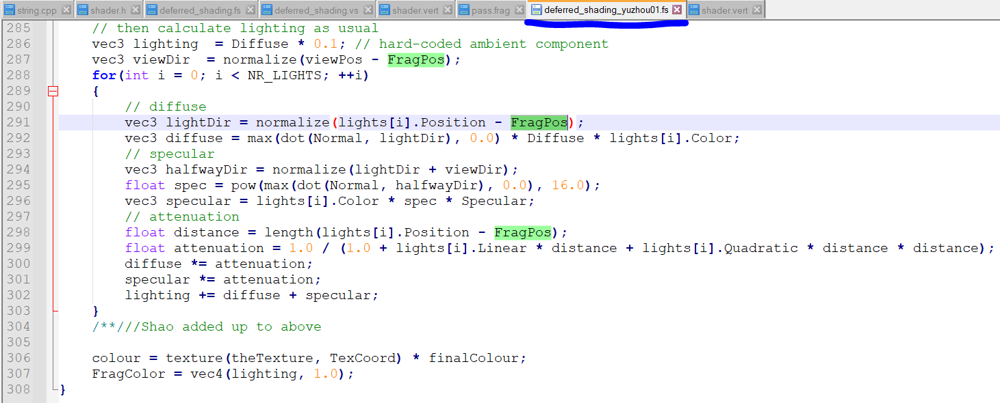 string.cpp shader.h deferred_shading.fs deferred_shading.vs shader.vert pass.frag deferred_shading_yuzhou01.fs shader.vert
285 // then calculate lighting as usual
286 vec3 lighting  = Diffuse * 0.1; // hard-coded ambient component
287 vec3 viewDir  = normalize(viewPos - FragPos);
288 for(int i = 0; i < NR_LIGHTS; ++i)
289 {
290 // diffuse
291 vec3 lightDir = normalize(lights[i].Position - FragPos);
292 vec3 diffuse = max(dot(Normal, lightDir), 0.0) * Diffuse * lights[i].Color;
293 // specular
294 vec3 halfwayDir = normalize(lightDir + viewDir);
295 float spec = pow(max(dot(Normal, halfwayDir), 0.0), 16.0);
296 vec3 specular = lights[i].Color * spec * Specular;
297 // attenuation
298 float distance = length(lights[i].Position - FragPos);
299 float attenuation = 1.0 / (1.0 + lights[i].Linear * distance + lights[i].Quadratic * distance * distance);
300 diffuse *= attenuation;
301 specular *= attenuation;
302 lighting += diffuse + specular;
303 }
304 /**///Shao added up to above
305
306 colour = texture(theTexture, TexCoord) * finalColour;
307 FragColor = vec4(lighting, 1.0);
308 }